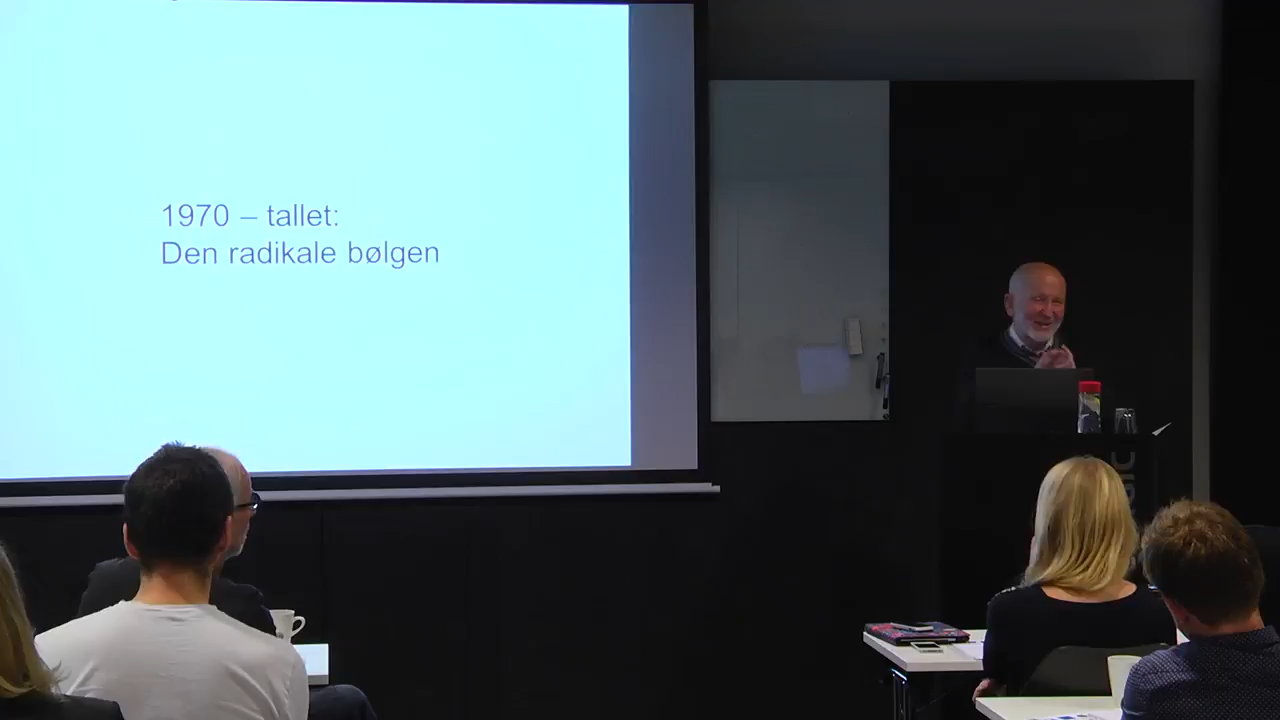 1970 – tallet:
Den radikale bølgen